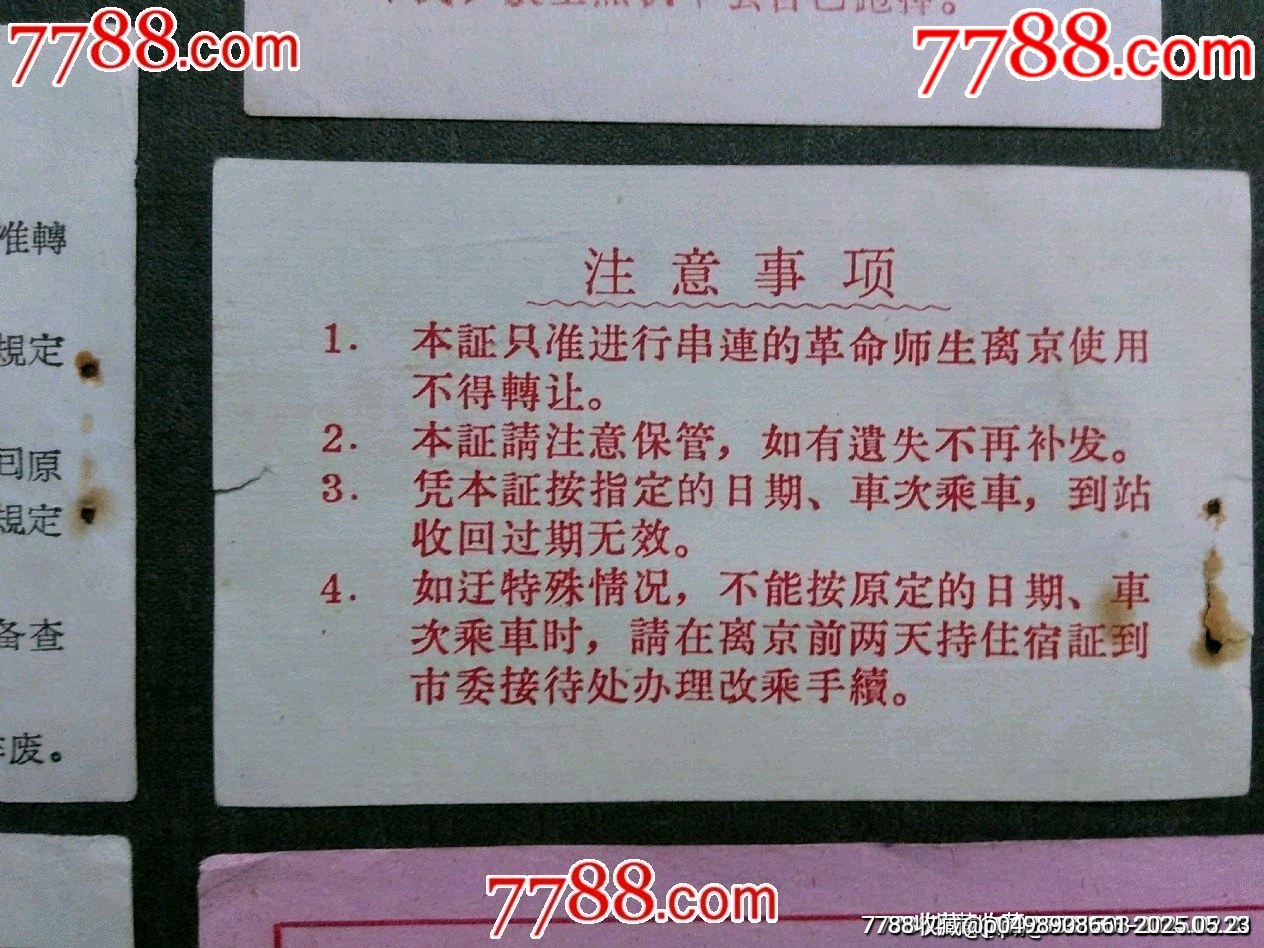 7788.com
7788.com
准轉
規定
回原
規定
备查
废。
注意事项
1. 本証只准进行串連的革命师生离京使用
不得轉让。
2. 本証請注意保管，如有遺失不再补发。
3. 凭本証按指定的日期、車次乘車，到站
收回过期无效。
4. 如迂特殊情况，不能按原定的日期、車
次乘車时，請在离京前两天持住宿証到
市委接待处办理改乘手續。
7788.com